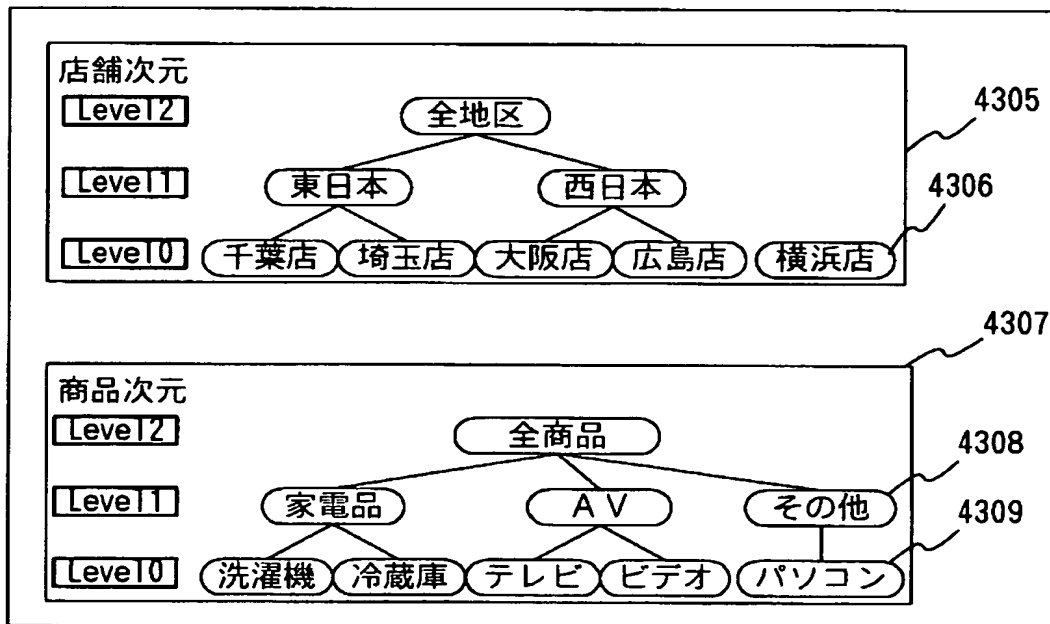 店舗次元
Level2 全地区 4305
Level1 東日本 西日本 4306
Level0 千葉店 埼玉店 大阪店 広島店 横浜店
4307
商品次元
Level2 全商品 4308
Level1 家電品 AV その他 4309
Level0 洗濯機 冷蔵庫 テレビ ビデオ パソコン